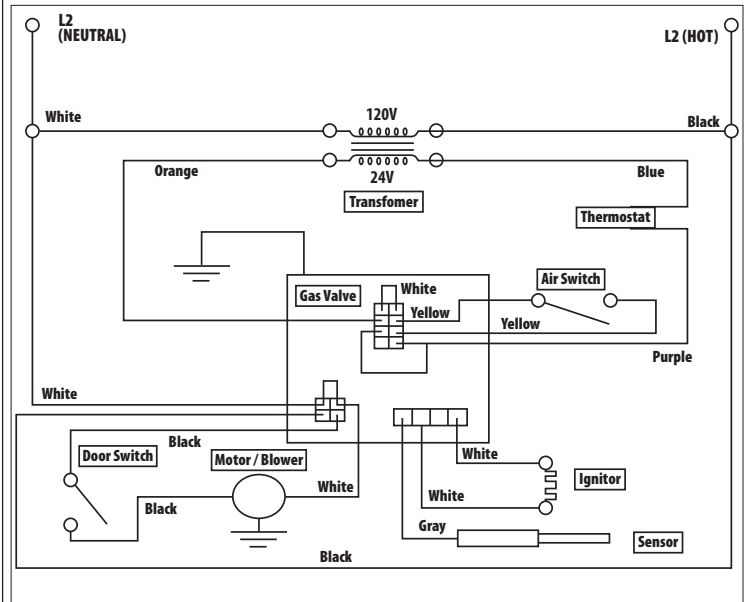 L2
(NEUTRAL)
L2 (HOT)
White
120V
Black
Orange
24V
Blue
Transfomer
Thermostat
Gas Valve
White
Air Switch
Yellow
Yellow
Purple
White
Black
Door Switch
Motor / Blower
White
Ignitor
White
White
Black
Gray
Sensor
Black